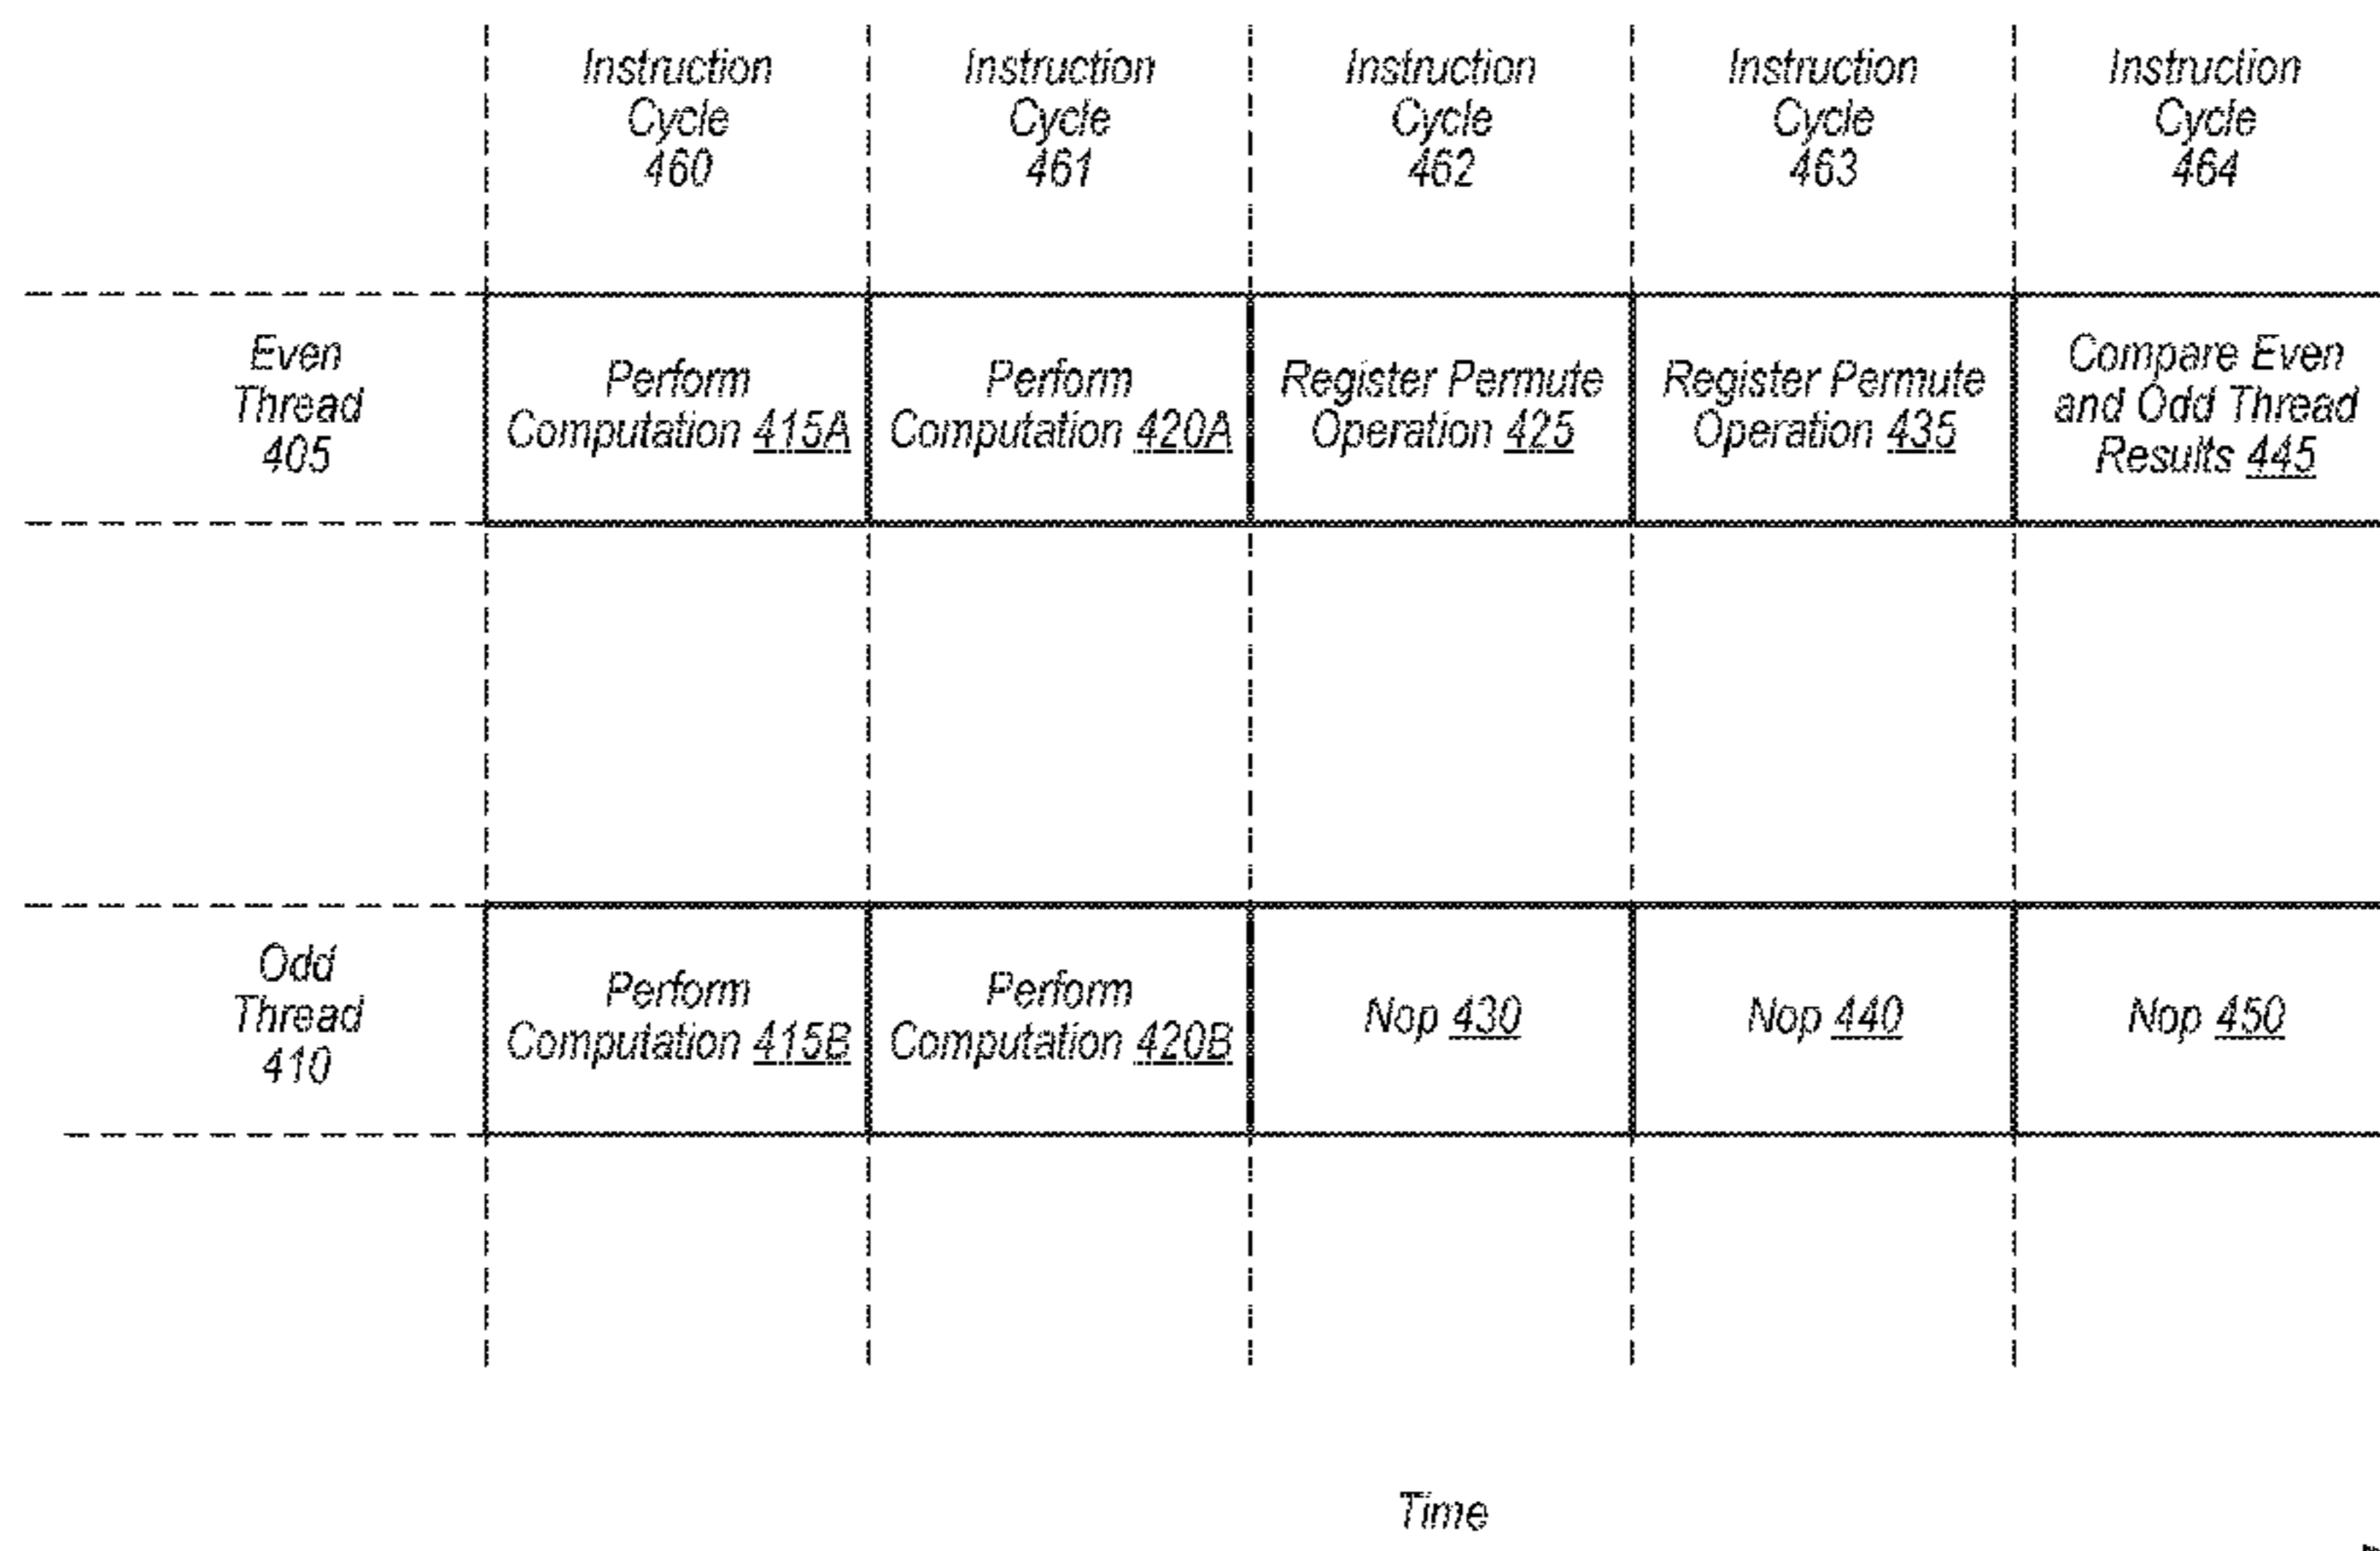 Instruction
Cycle
460
Instruction
Cycle
461
Instruction
Cycle
462
Instruction
Cycle
463
Instruction
Cycle
464
Even
Thread
405
Perform
Computation 415A
Perform
Computation 420A
Register Permute
Operation 425
Register Permute
Operation 435
Compare Even
and Odd Thread
Results 445
Odd
Thread
410
Perform
Computation 415B
Perform
Computation 420B
Nop 430
Nop 440
Nop 450
Time